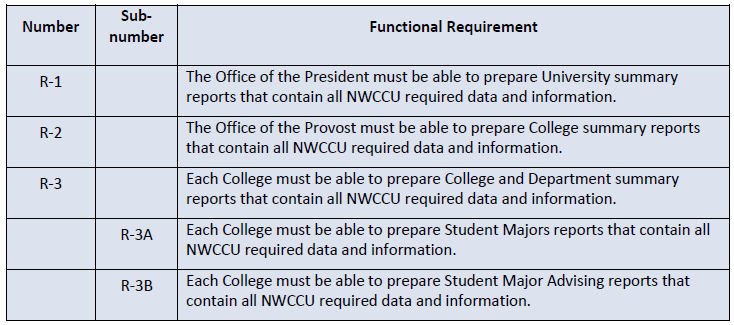 Number
Sub-
number
Functional Requirement
R-1
The Office of the President must be able to prepare University summary
reports that contain all NWCCU required data and information.
R-2
The Office of the Provost must be able to prepare College summary reports
that contain all NWCCU required data and information.
R-3
Each College must be able to prepare College and Department summary
reports that contain all NWCCU required data and information.
R-3A
Each College must be able to prepare Student Majors reports that contain all
NWCCU required data and information.
R-3B
Each College must be able to prepare Student Major Advising reports that
contain all NWCCU required data and information.